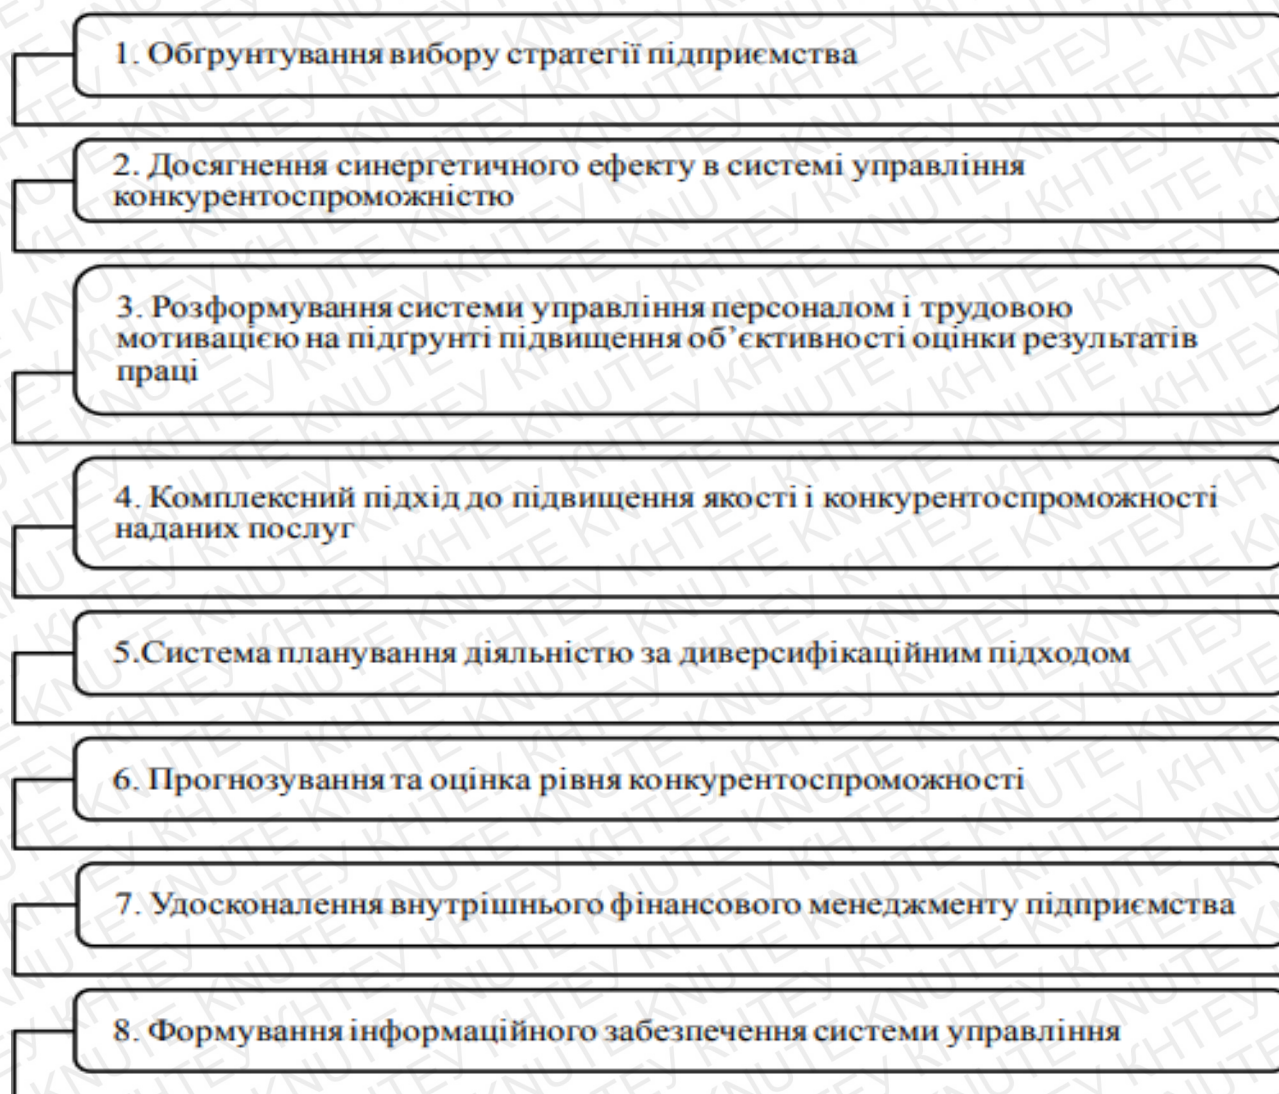 1. Обґрунтування вибору стратегії підприємства
2. Досягнення синергетичного ефекту в системі управління
конкурентоспроможністю
3. Розформування системи управління персоналом і трудовою
мотивацією на підґрунті підвищення об’єктивності оцінки результатів
праці
4. Комплексний підхід до підвищення якості і конкурентоспроможності
наданих послуг
5.Система планування діяльністю за диверсифікаційним підходом
6. Прогнозування та оцінка рівня конкурентоспроможності
7. Удосконалення внутрішнього фінансового менеджменту підприємства
8. Формування інформаційного забезпечення системи управління